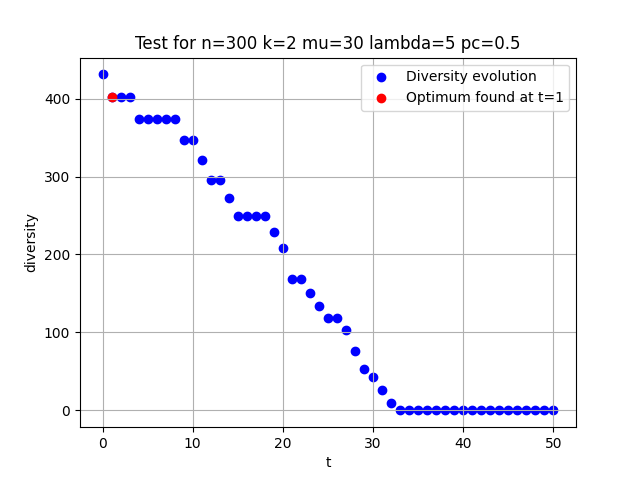 Test for n=300 k=2 mu=30 lambda=5 pc=0.5
Diversity evolution
Optimum found at t=1
diversity
400
300
200
100
0
0 10 20 30 40 50
t